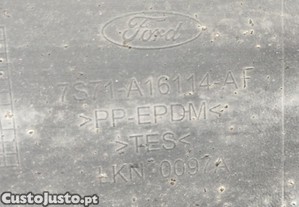 Ford
7S71-A16114-AF
>PP-EPDM<
>TES<
CustoJusto.pt